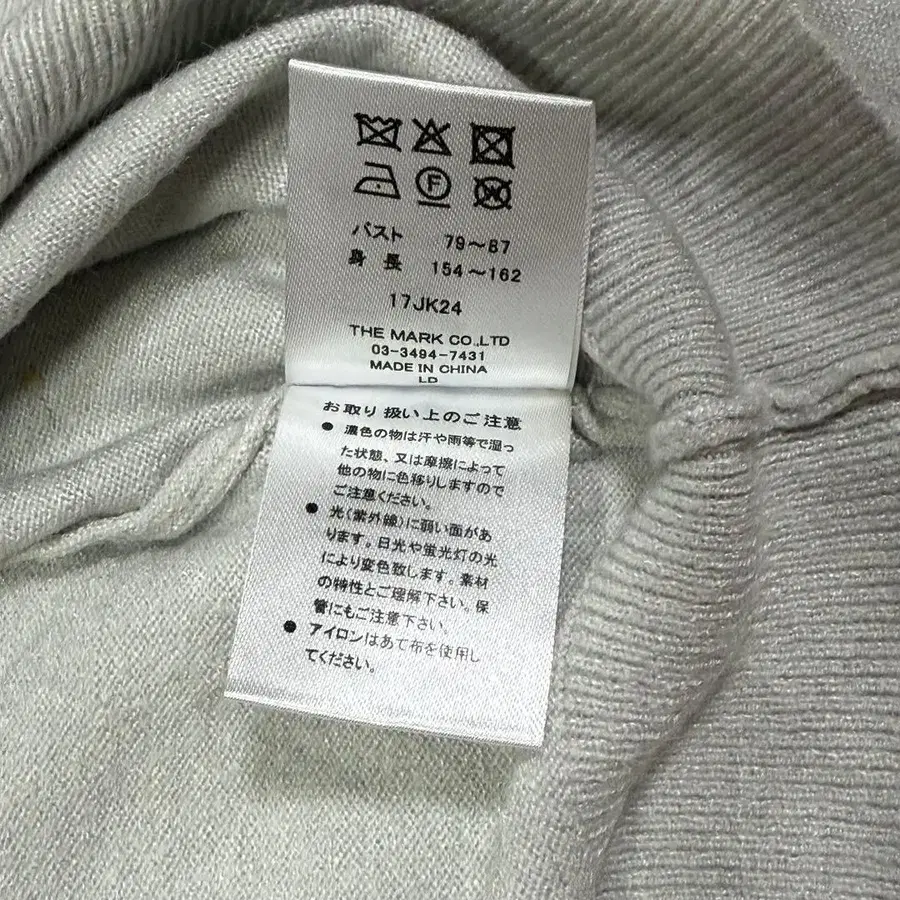 F
W
バスト 79～87
身長 154～162
17JK24
THE MARK CO.,LTD
03-3494-7431
MADE IN CHINA
LP
お取り扱い上のご注意
● 濃色の物は汗や雨等で湿っ
た状態、又は摩擦によって
他の物に色移りしますので
ご注意ください。
● 光(紫外線)に弱い面があ
ります。日光や蛍光灯の光
により変色致します。素材
の特性とご理解下さい。保
管にもご注意下さい。
● アイロンはあて布を使用し
てください。